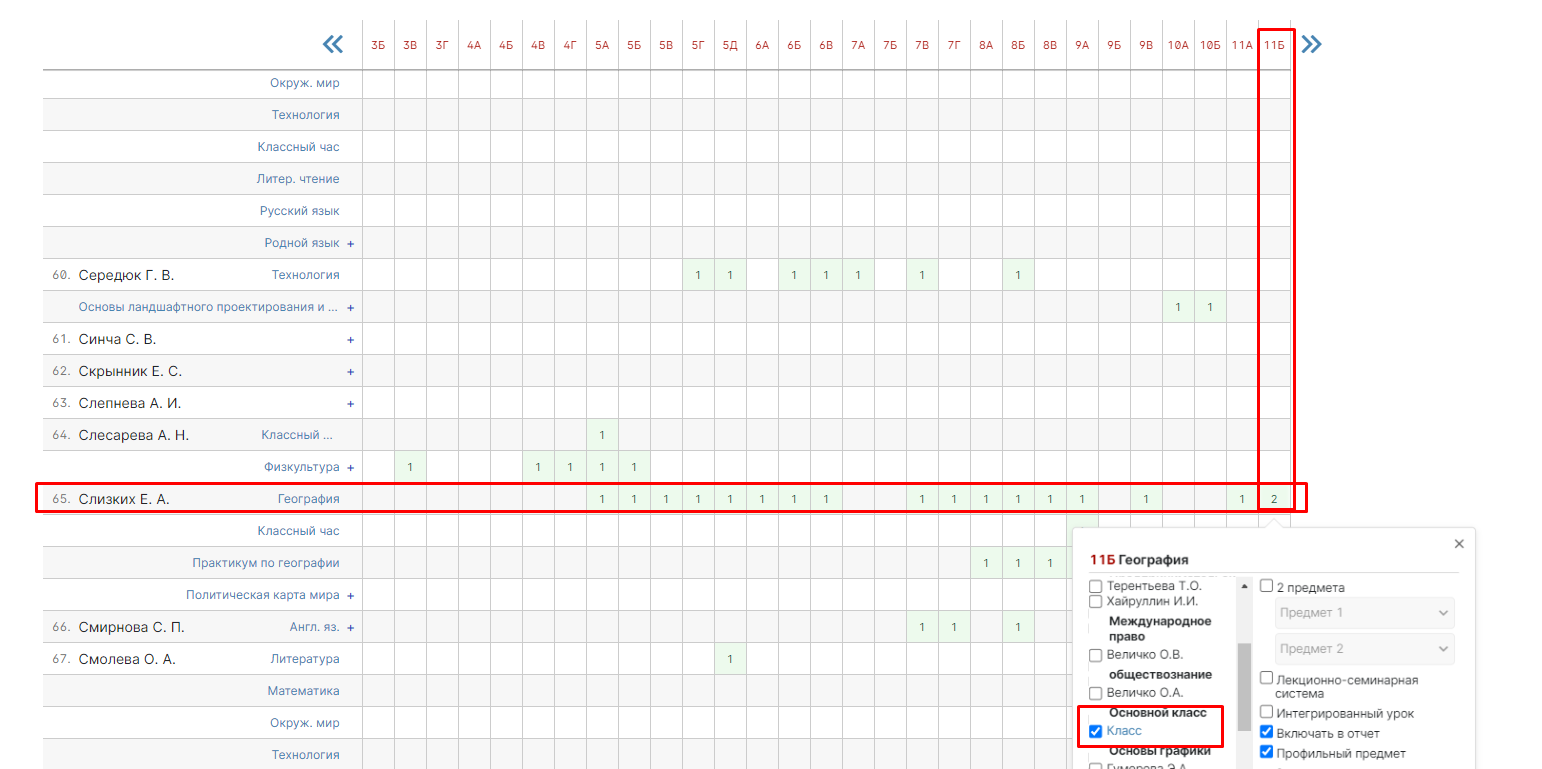 3Б 3В 3Г 4А 4Б 4В 4Г 5А 5Б 5В 5Г 5Д 6А 6Б 6В 7А 7Б 7В 7Г 8А 8Б 8В 9А 9Б 9В 10А 10Б 11А 11Б
Окруж. мир
Технология
Классный час
Литер. чтение
Русский язык
Родной язык +
60. Середюк Г. В. Технология 1 1 1 1 1 1 1
Основы ландшафтного проектирования и ... + 1 1
61. Синча С. В. +
62. Скрынник Е. С. +
63. Слепнева А. И. +
64. Слесарева А. Н. Классный ... 1
Физкультура + 1 1 1 1 1
65. Слизких Е. А. География 1 1 1 1 1 1 1 1 1 1 1 1 1 1 1 1 2
Классный час
Практикум по географии 1 1 1
Политическая карта мира +
66. Смирнова С. П. Англ. яз. + 1 1 1
67. Смолева О. А. Литература 1
Математика
Окруж. мир
Технология
11Б География
Терентьева Т.О.
Хайруллин И.И.
Международное
право
Величко О.В.
обществознание
Величко О.А.
Основной класс
Класс
Основы графики
Гумерова Э.А.
2 предмета
Предмет 1
Предмет 2
Лекционно-семинарная
система
Интегрированный урок
Включать в отчет
Профильный предмет